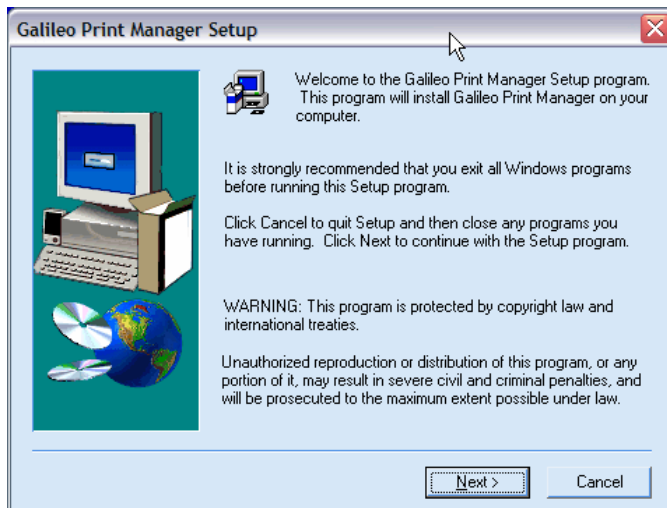 Galileo Print Manager Setup
Welcome to the Galileo Print Manager Setup program.
This program will install Galileo Print Manager on your
computer.
It is strongly recommended that you exit all Windows programs
before running this Setup program.
Click Cancel to quit Setup and then close any programs you
have running. Click Next to continue with the Setup program.
WARNING: This program is protected by copyright law and
international treaties.
Unauthorized reproduction or distribution of this program, or any
portion of it, may result in severe civil and criminal penalties, and
will be prosecuted to the maximum extent possible under law.
Next >
Cancel